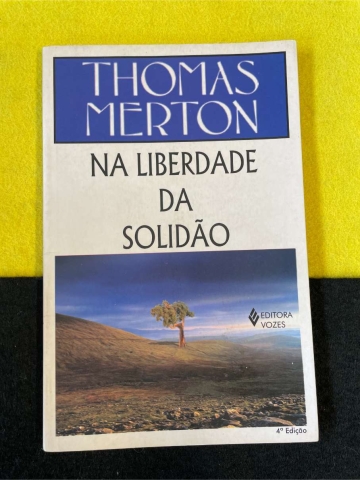 THOMAS
MERTON
NA LIBERDADE
DA
SOLIDÃO
EDITORA
VOZES
4ª Edição